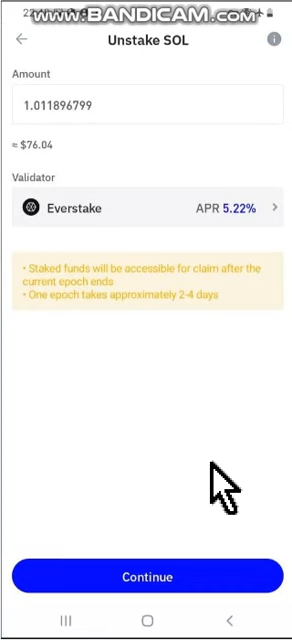 www.BANDICAM.com
Unstake SOL
Amount
1.011896799
≈ $76.04
Validator
Everstake
APR 5.22%
• Staked funds will be accessible for claim after the
current epoch ends
• One epoch takes approximately 2-4 days
Continue